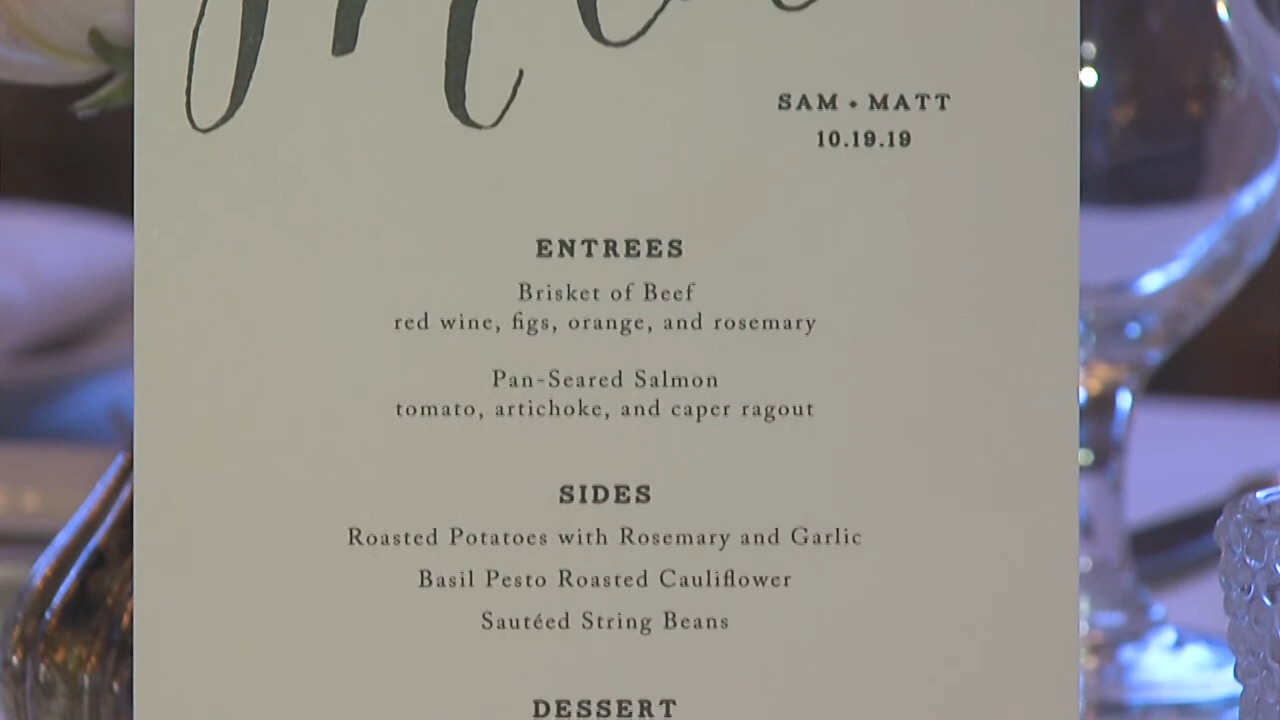 SAM • MATT
10.19.19
ENTREES
Brisket of Beef
red wine, figs, orange, and rosemary
Pan-Seared Salmon
tomato, artichoke, and caper ragout
SIDES
Roasted Potatoes with Rosemary and Garlic
Basil Pesto Roasted Cauliflower
Sautéed String Beans
DESSERT